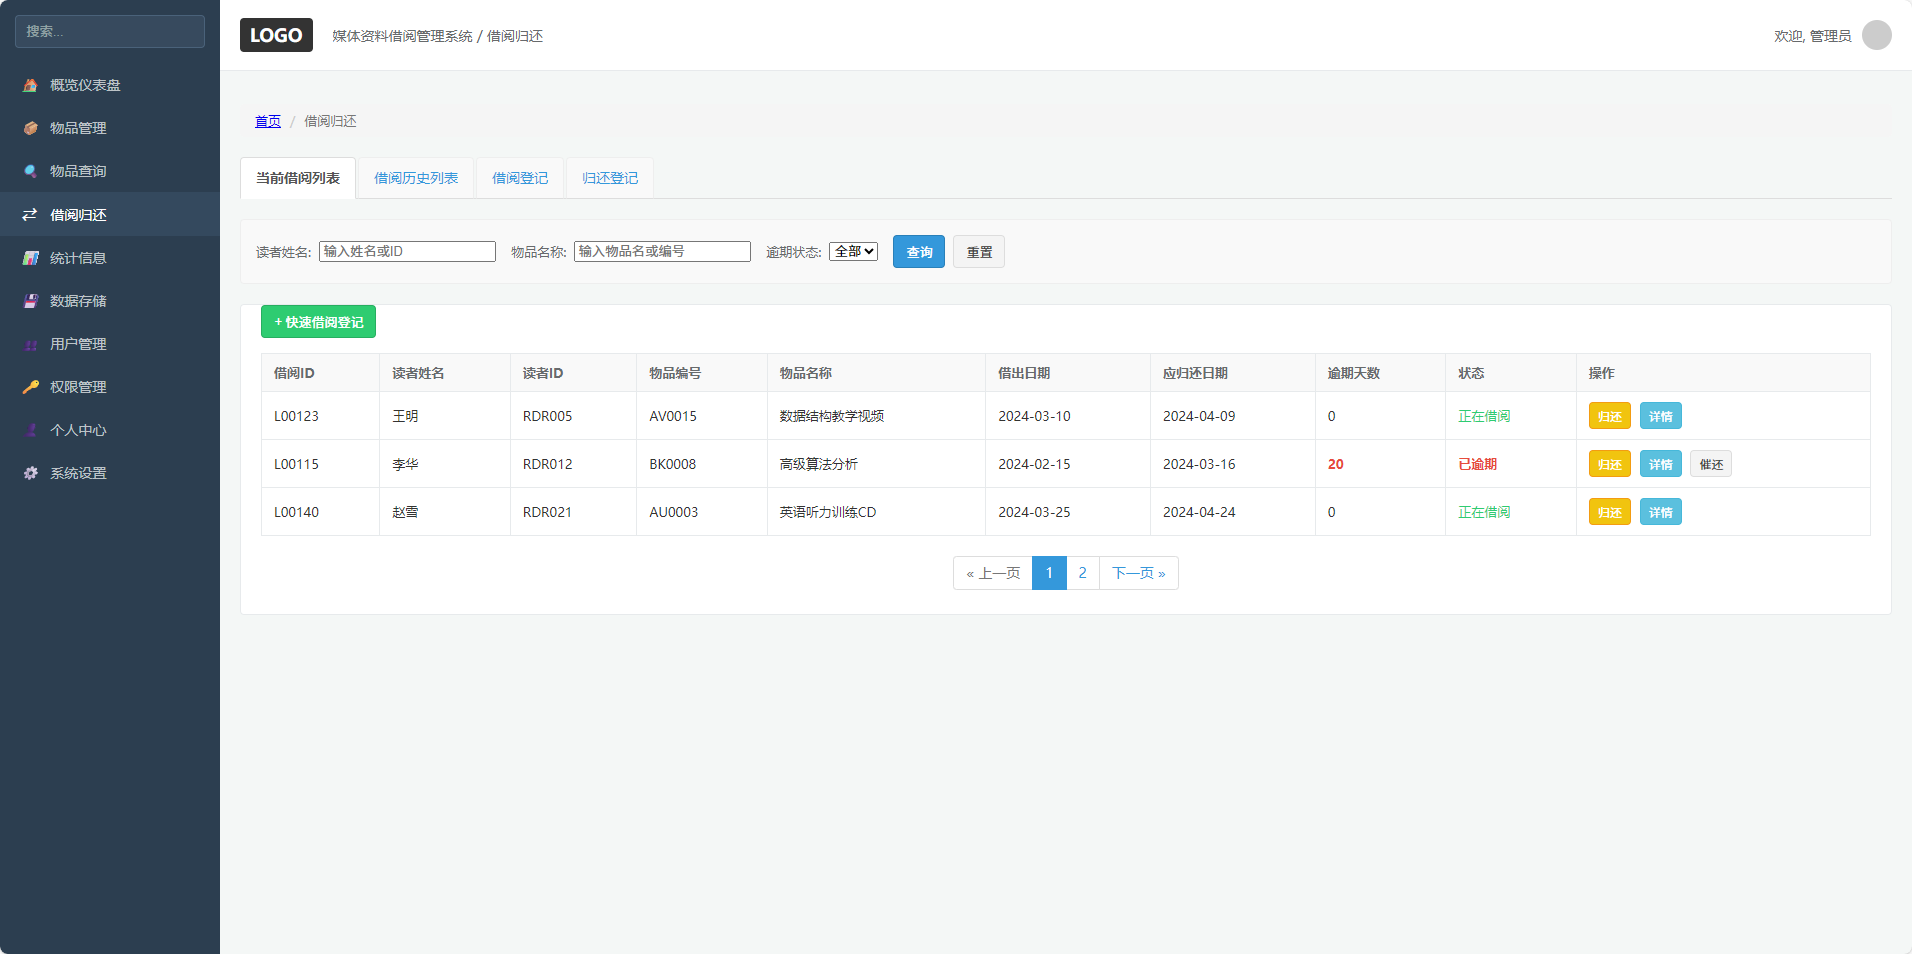 搜索...
概览仪表盘
物品管理
物品查询
借阅归还
统计信息
数据存储
用户管理
权限管理
个人中心
系统设置
LOGO 媒体资料借阅管理系统 / 借阅归还 欢迎, 管理员
首页 / 借阅归还
当前借阅列表 借阅历史列表 借阅登记 归还登记
读者姓名: 输入姓名或ID 物品名称: 输入物品名或编号 逾期状态: 全部 查询 重置
+ 快速借阅登记
借阅ID 读者姓名 读者ID 物品编号 物品名称 借出日期 应归还日期 逾期天数 状态 操作
L00123 王明 RDR005 AV0015 数据结构教学视频 2024-03-10 2024-04-09 0 正在借阅 归还 详情
L00115 李华 RDR012 BK0008 高级算法分析 2024-02-15 2024-03-16 20 已逾期 归还 详情 催还
L00140 赵雪 RDR021 AU0003 英语听力训练CD 2024-03-25 2024-04-24 0 正在借阅 归还 详情
« 上一页 1 2 下一页 »